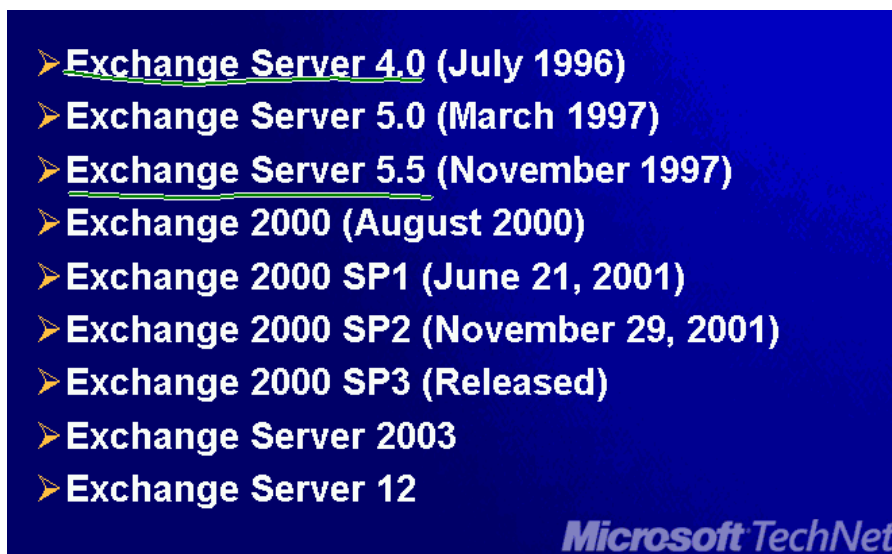 Exchange Server 4.0 (July 1996)
Exchange Server 5.0 (March 1997)
Exchange Server 5.5 (November 1997)
Exchange 2000 (August 2000)
Exchange 2000 SP1 (June 21, 2001)
Exchange 2000 SP2 (November 29, 2001)
Exchange 2000 SP3 (Released)
Exchange Server 2003
Exchange Server 12
Microsoft TechNet